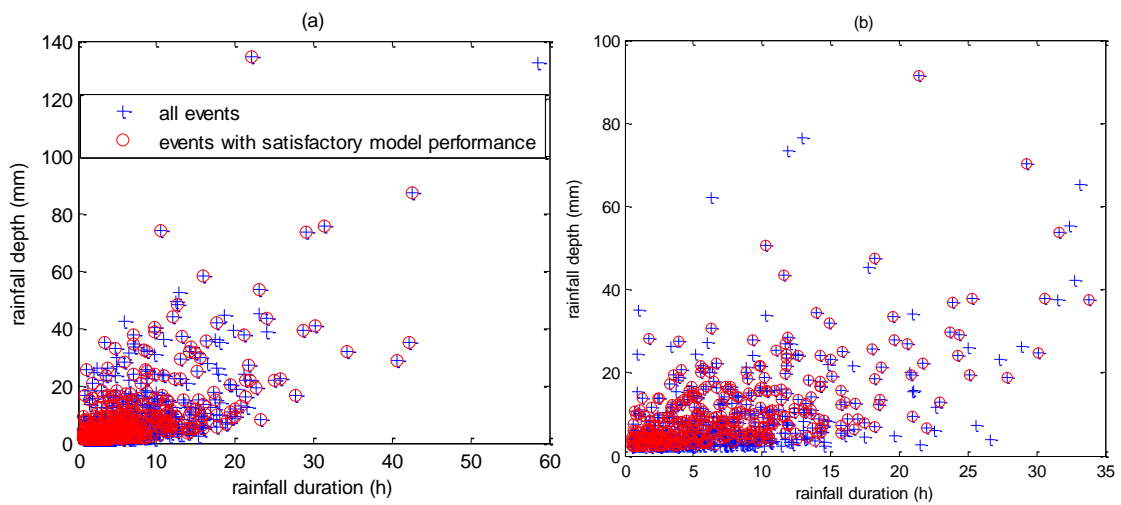 (a)
140
120
100
80
60
40
20
0
0 10 20 30 40 50 60
rainfall depth (mm)
rainfall duration (h)
all events
events with satisfactory model performance
(b)
100
80
60
40
20
0
0 5 10 15 20 25 30 35
rainfall depth (mm)
rainfall duration (h)